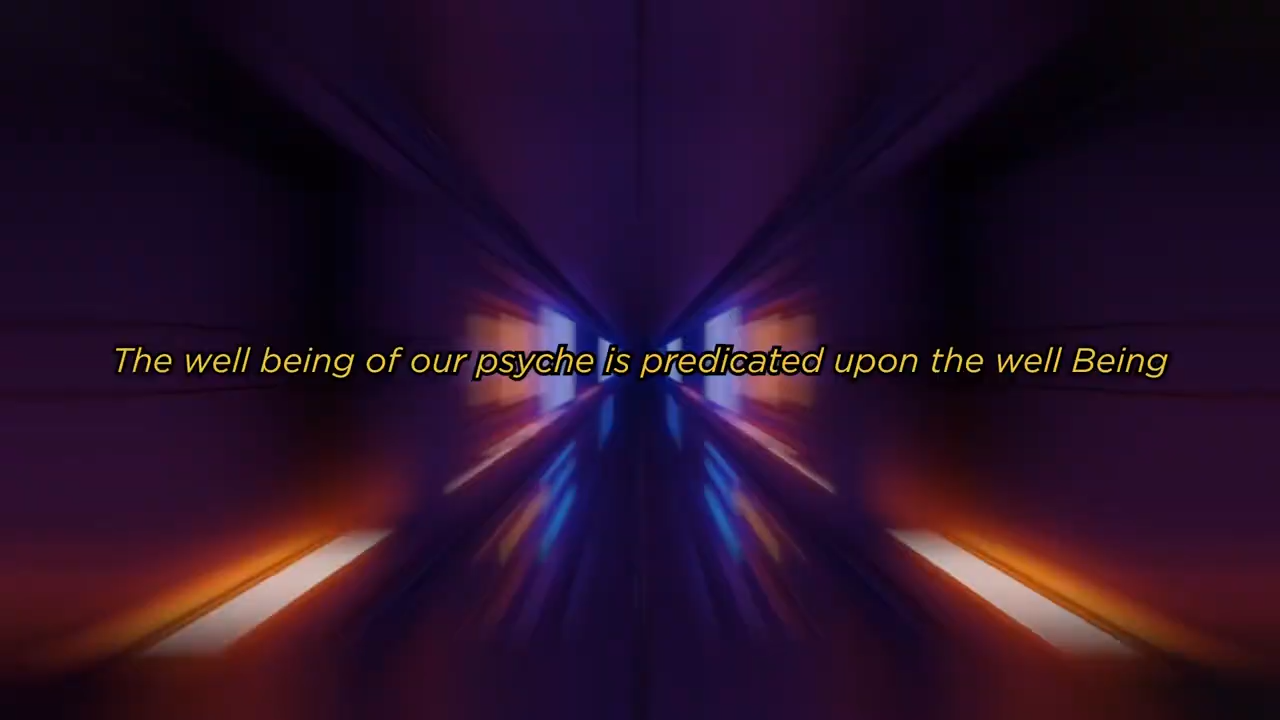 The well being of our psyche is predicated upon the well Being